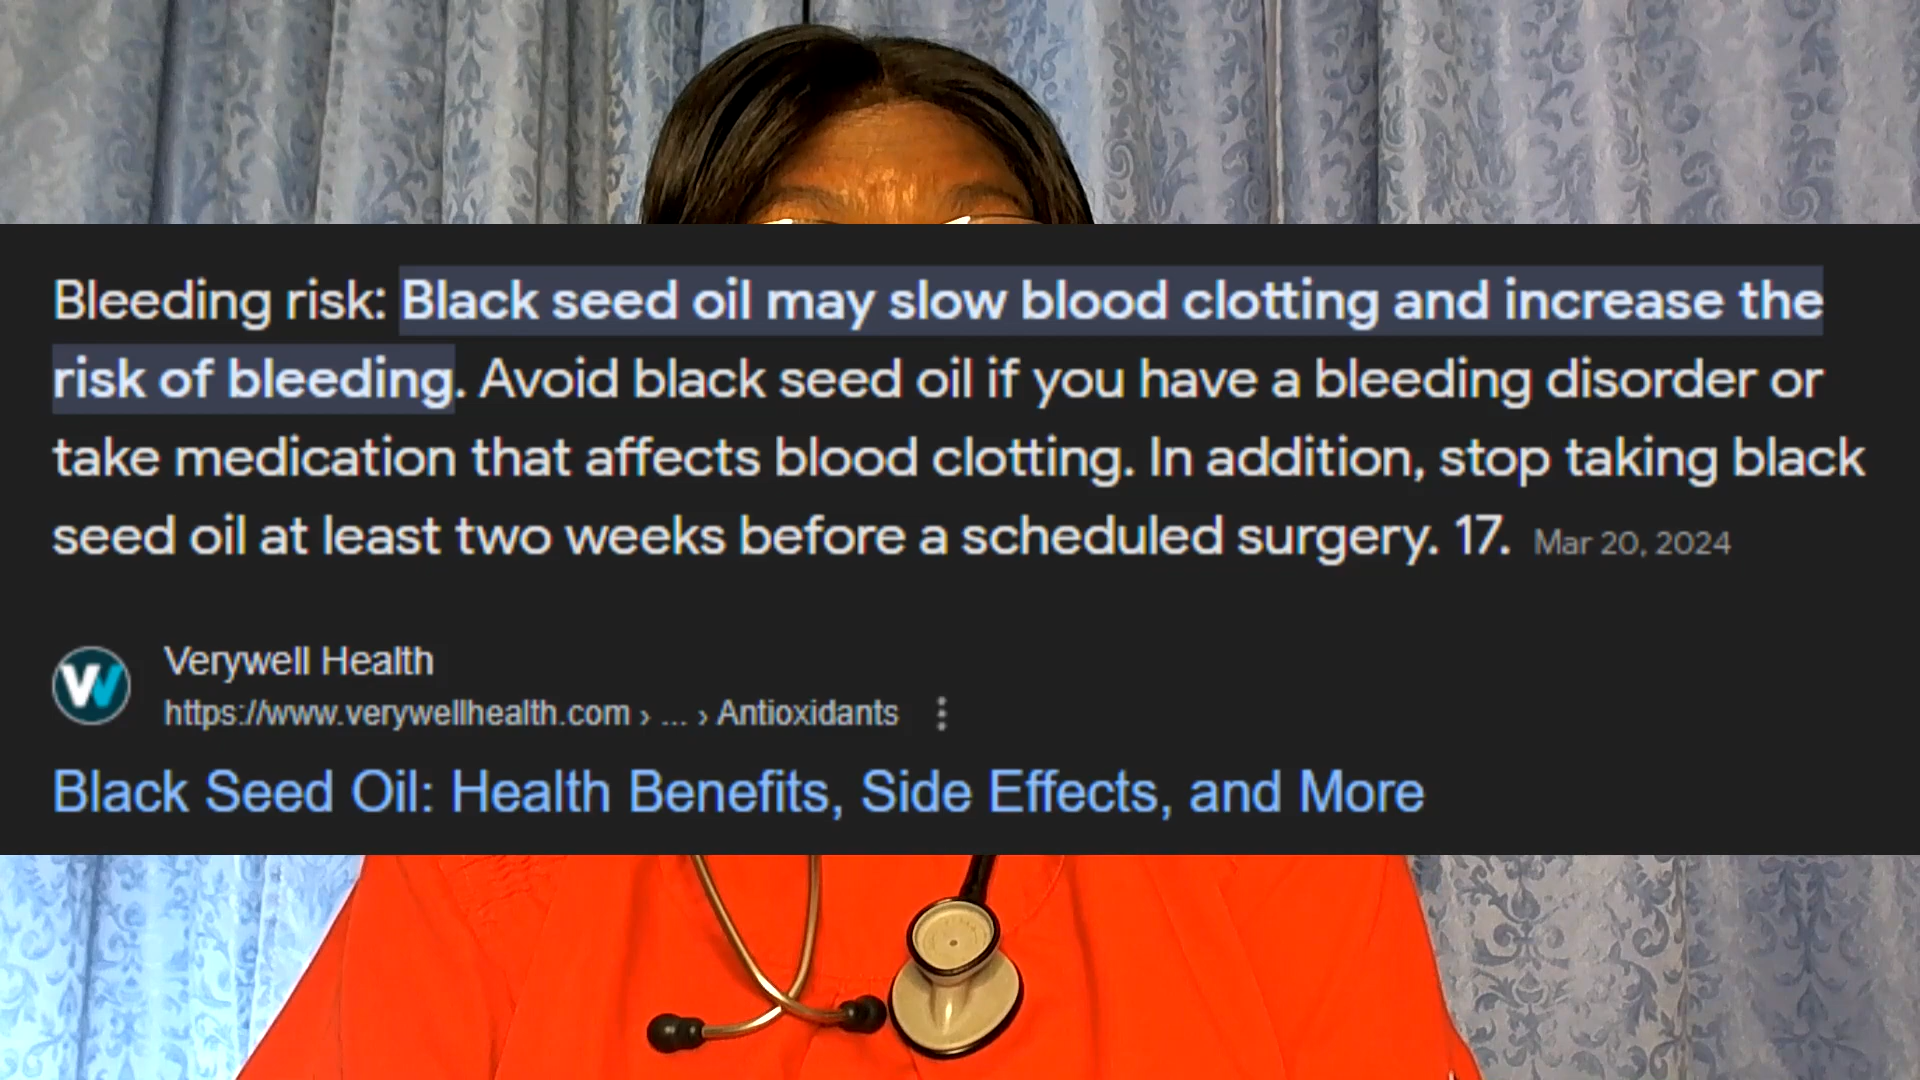 Bleeding risk: Black seed oil may slow blood clotting and increase the
risk of bleeding. Avoid black seed oil if you have a bleeding disorder or
take medication that affects blood clotting. In addition, stop taking black
seed oil at least two weeks before a scheduled surgery. 17. Mar 20, 2024
Verywell Health
https://www.verywellhealth.com › ... › Antioxidants
Black Seed Oil: Health Benefits, Side Effects, and More